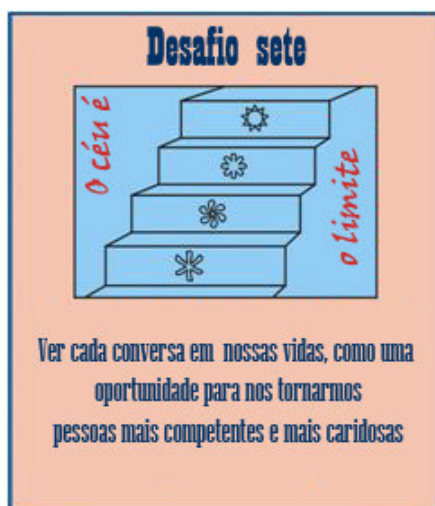 Desafio sete
o céu é
o limite
Ver cada conversa em nossas vidas, como uma
oportunidade para nos tornarmos
pessoas mais competentes e mais caridosas